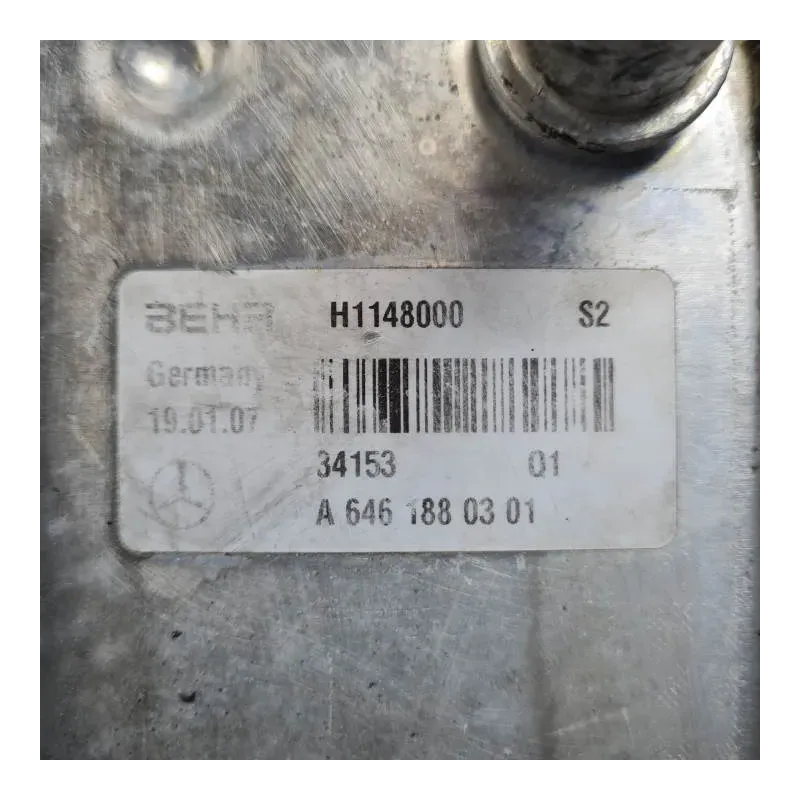 BEHR H1148000 S2
Germany
19.01.07
34153 01
A 646 188 03 01